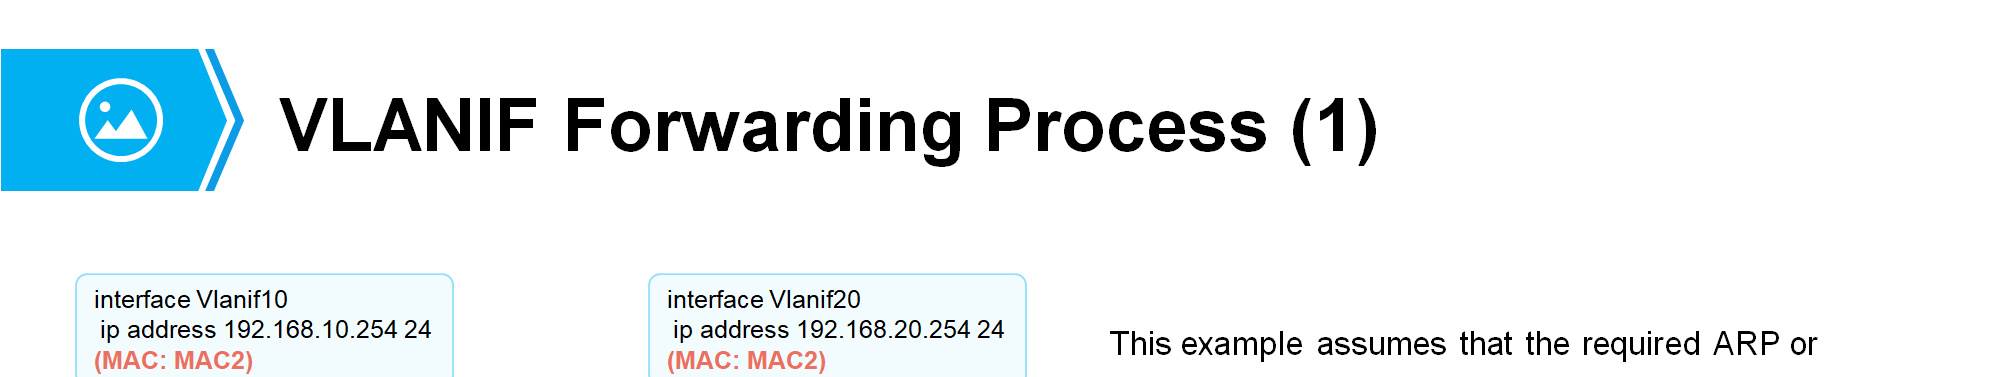 VLANIF Forwarding Process (1)
interface Vlanif10
ip address 192.168.10.254 24
(MAC: MAC2)
interface Vlanif20
ip address 192.168.20.254 24
(MAC: MAC2)
This example assumes that the required ARP or